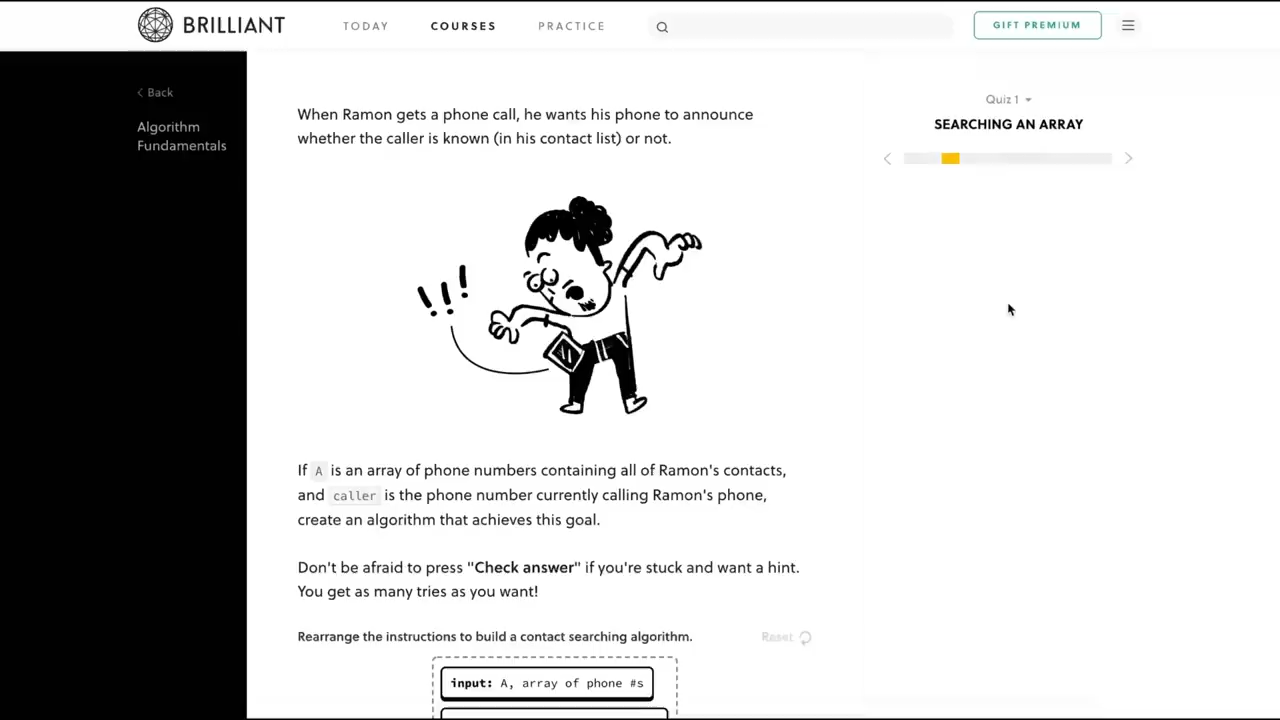 BRILLIANT
TODAY
COURSES
PRACTICE
GIFT PREMIUM
< Back
Algorithm
Fundamentals
When Ramon gets a phone call, he wants his phone to announce
whether the caller is known (in his contact list) or not.
Quiz 1
SEARCHING AN ARRAY
!!!
If A is an array of phone numbers containing all of Ramon's contacts,
and caller is the phone number currently calling Ramon's phone,
create an algorithm that achieves this goal.
Don't be afraid to press "Check answer" if you're stuck and want a hint.
You get as many tries as you want!
Rearrange the instructions to build a contact searching algorithm.
Reset
input: A, array of phone #s